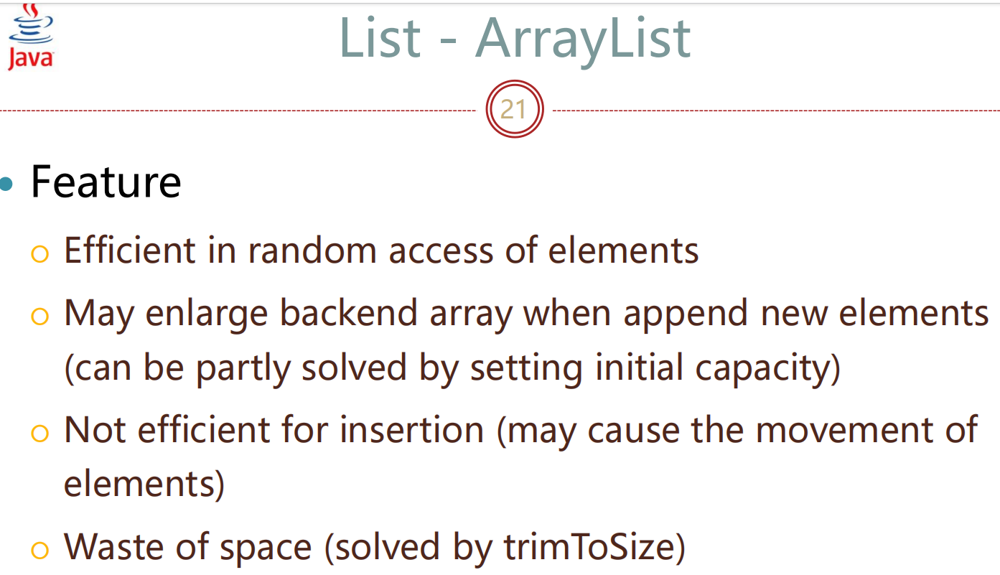 Java
List - ArrayList
21
Feature
Efficient in random access of elements
May enlarge backend array when append new elements
(can be partly solved by setting initial capacity)
Not efficient for insertion (may cause the movement of
elements)
Waste of space (solved by trimToSize)